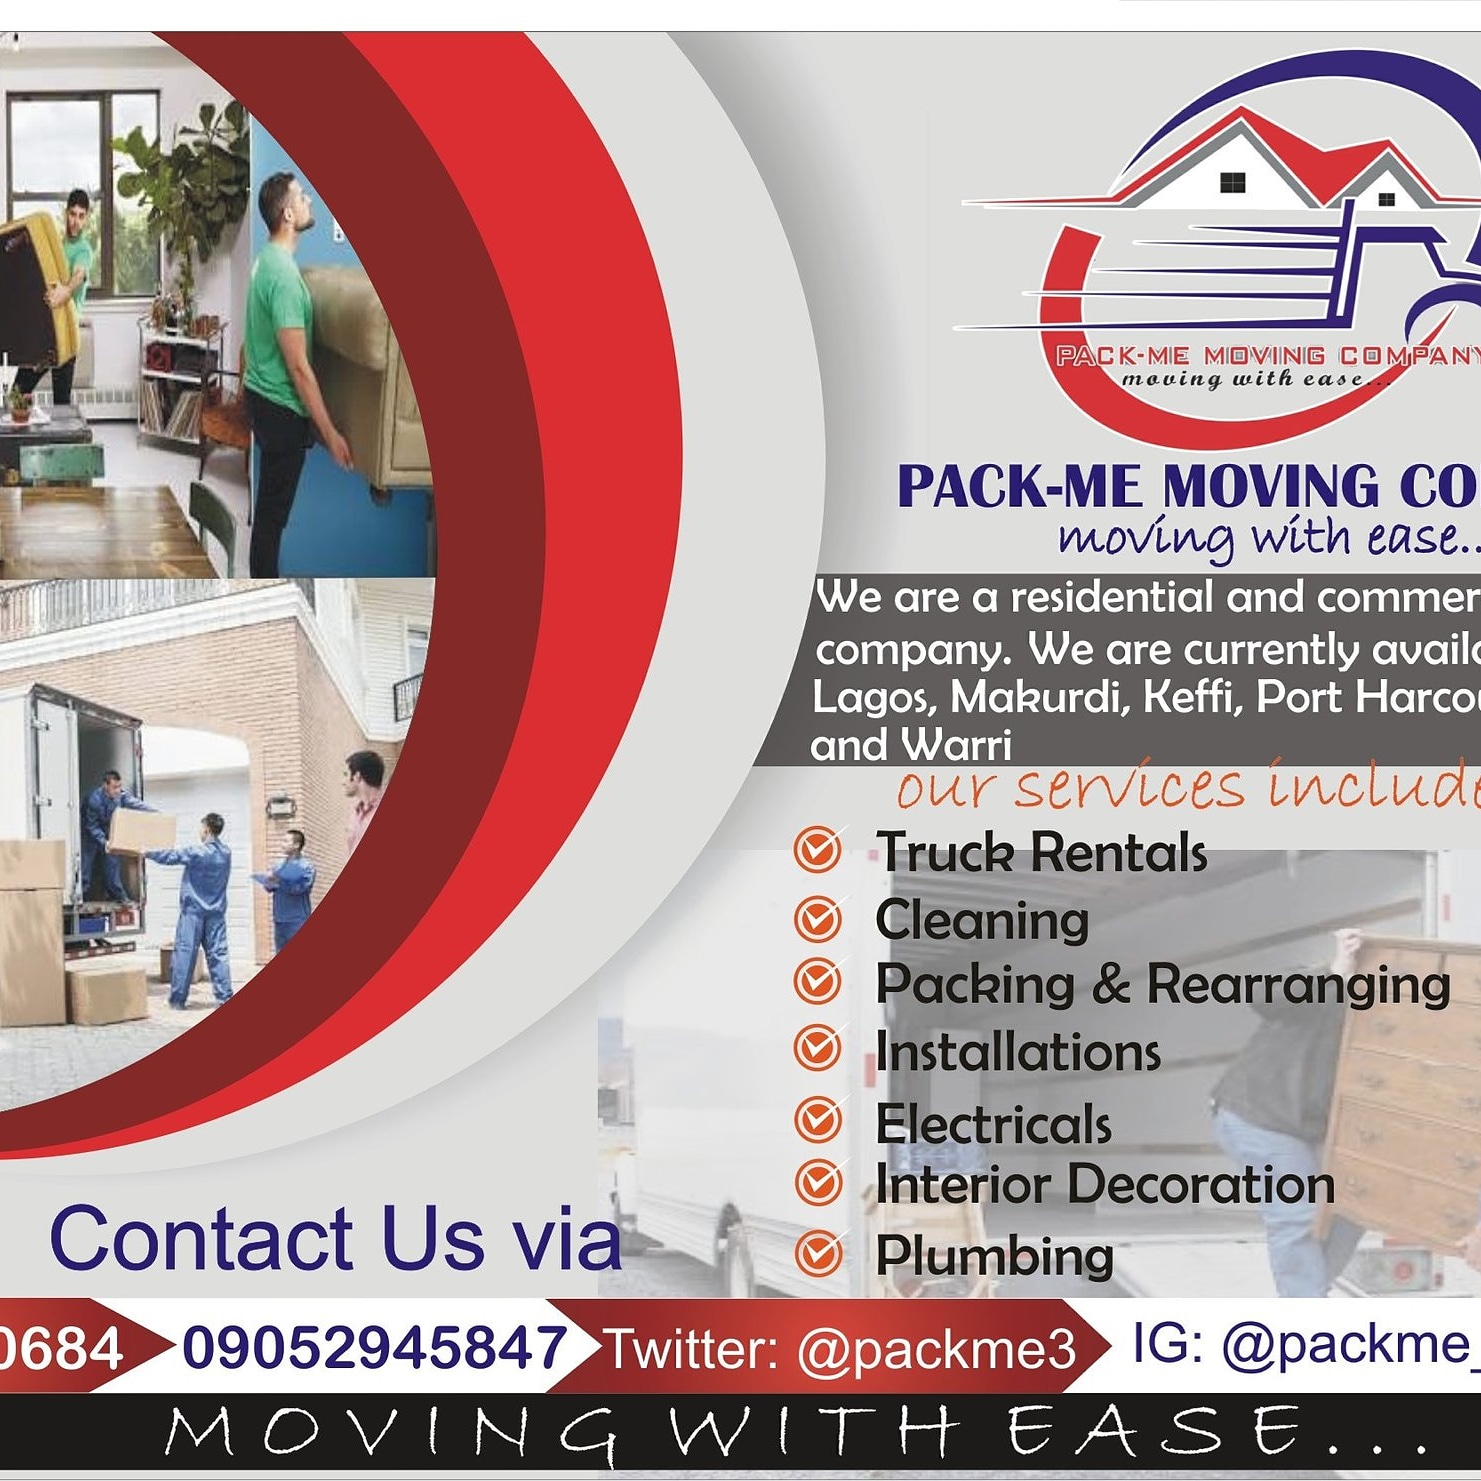 PACK-ME MOVING COMPANY
moving with ease...
PACK-ME MOVING CO
moving with ease..
We are a residential and commer
company. We are currently availa
Lagos, Makurdi, Keffi, Port Harcou
and Warri
our services include
Truck Rentals
Cleaning
Packing & Rearranging
Installations
Electricals
Interior Decoration
Plumbing
Contact Us via
0684 09052945847 Twitter: @packme3 IG: @packme_
MOVING WITH EASE...